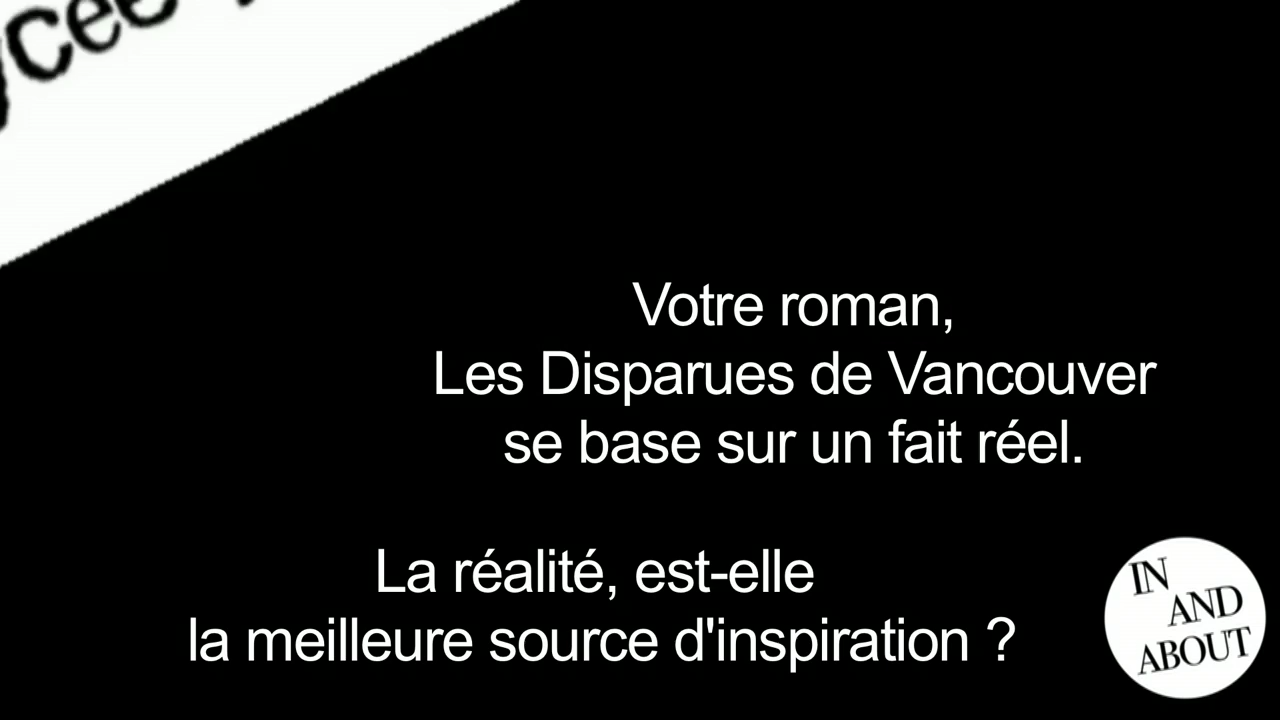 Votre roman,
Les Disparues de Vancouver
se base sur un fait réel.
La réalité, est-elle
la meilleure source d'inspiration ?
IN
AND
ABOUT